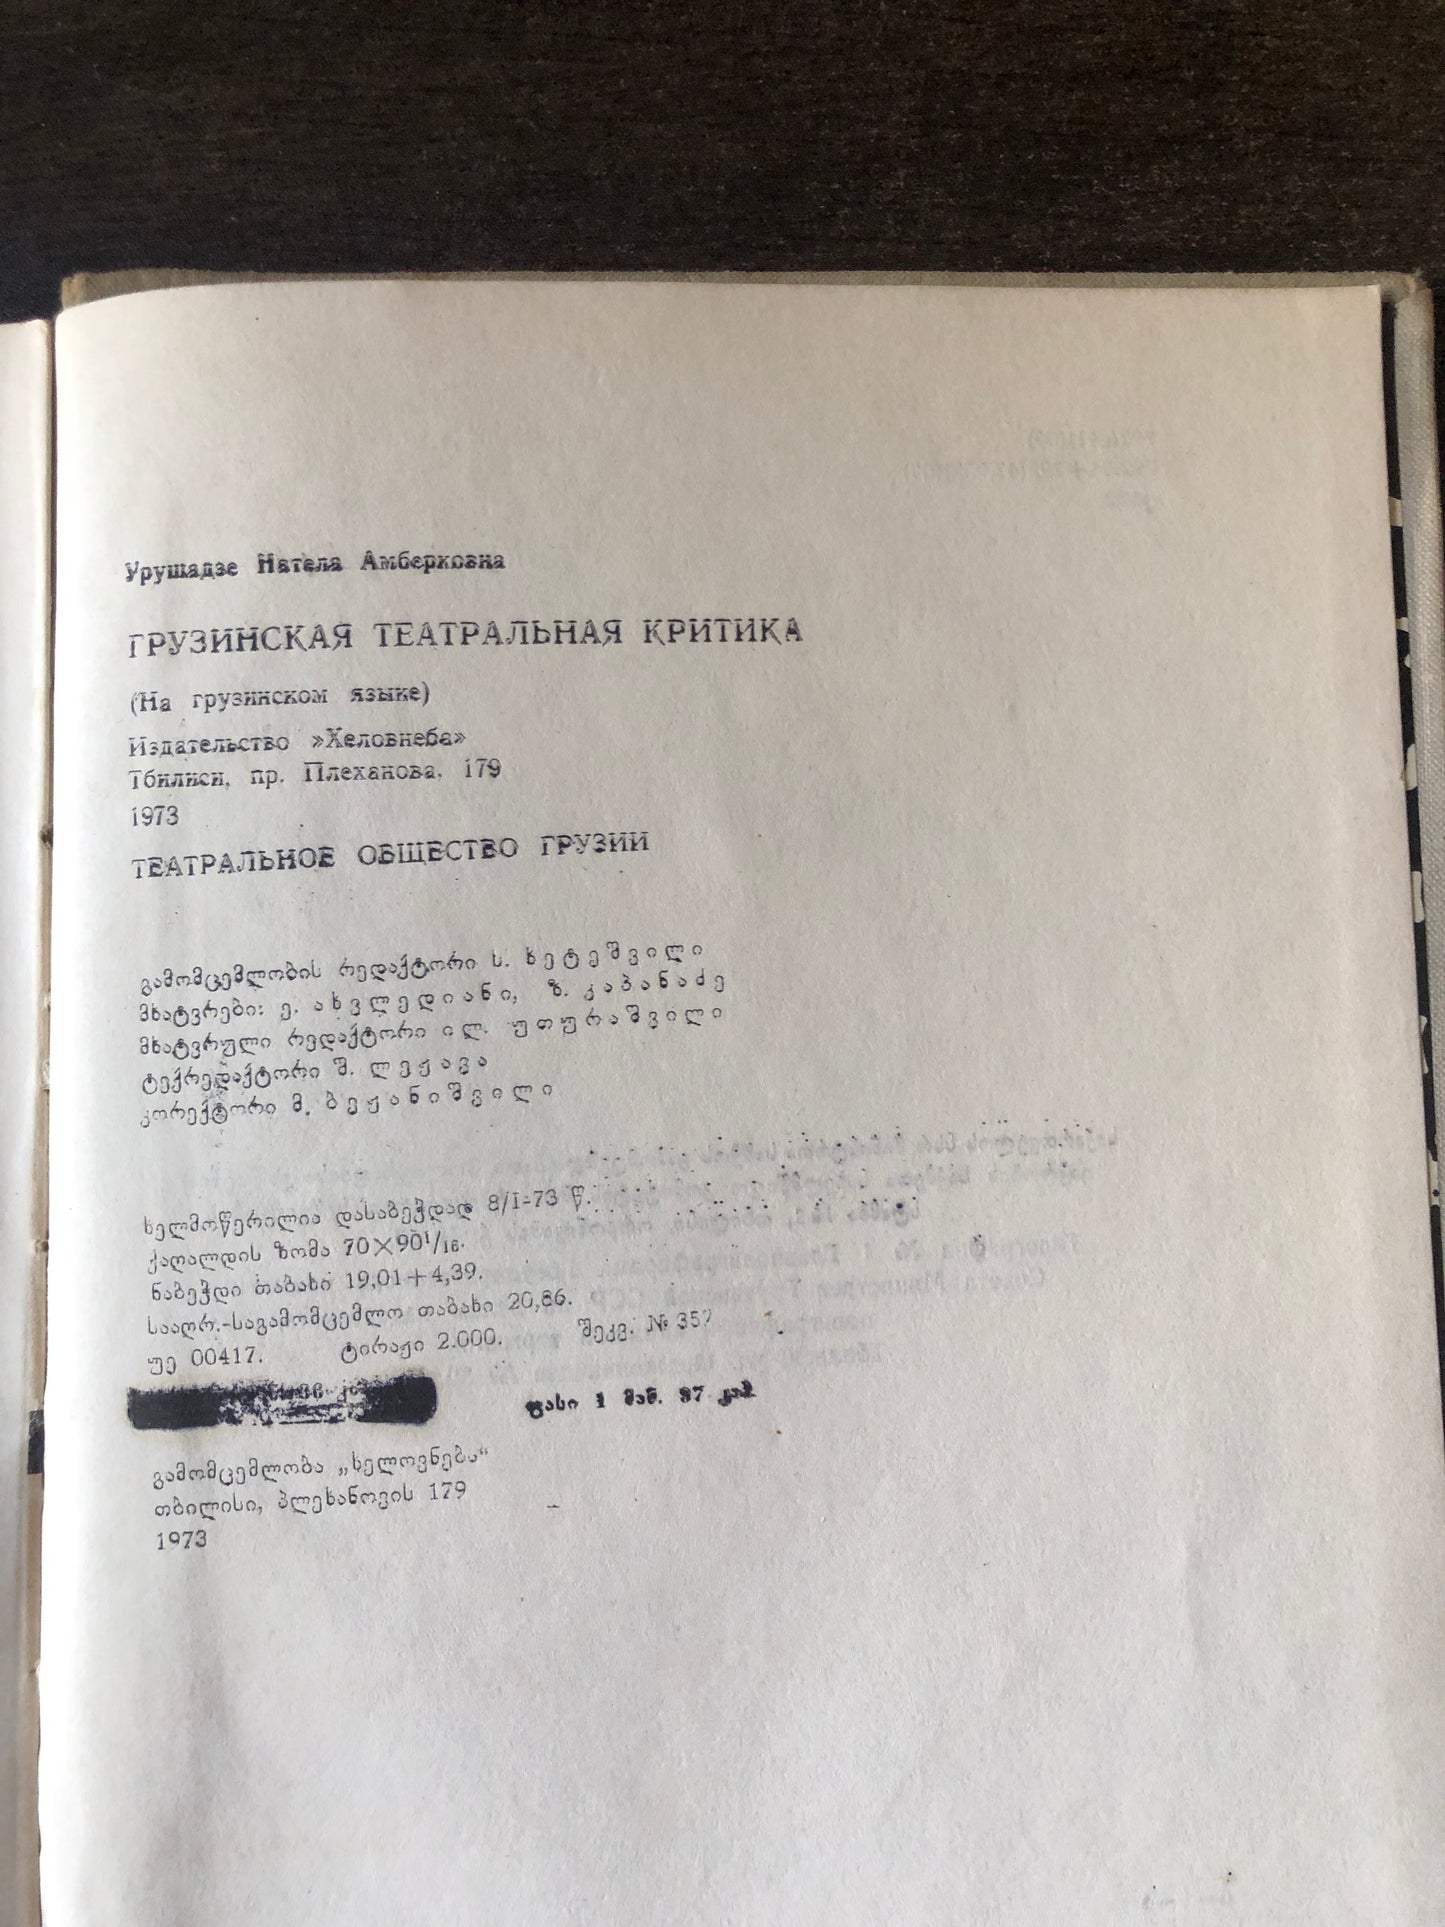 Урушадзе Натела Амберковна
ГРУЗИНСКАЯ ТЕАТРАЛЬНАЯ КРИТИКА
(На грузинском языке)
Издательство »Хеловнеба»
Тбилиси, пр. Плеханова, 179
1973
ТЕАТРАЛЬНОЕ ОБЩЕСТВО ГРУЗИИ
გამომცემლობის რედაქტორი ს. ხეტეშვილი
მხატვრები: ე. ახვლედიანი, ზ. კაპანაძე
მხატვრული რედაქტორი ილ. უთურაშვილი
ტექრედაქტორი შ. ლეჟავა
კორექტორი მ. ბეჟანიშვილი
ხელმოწერილია დასაბეჭდად 8/I-73 წ.
ქაღალდის ზომა 70×90¹/₁₆.
ნაბეჭდი თაბახი 19,01+4,39.
სააღრ.-საგამომცემლო თაბახი 20,86.
უე 00417. ტირაჟი 2.000. შეკვ. №
ფასი 1 მან. 97 კაპ
გამომცემლობა „ხელოვნება“
თბილისი, პლეხანოვის 179
1973